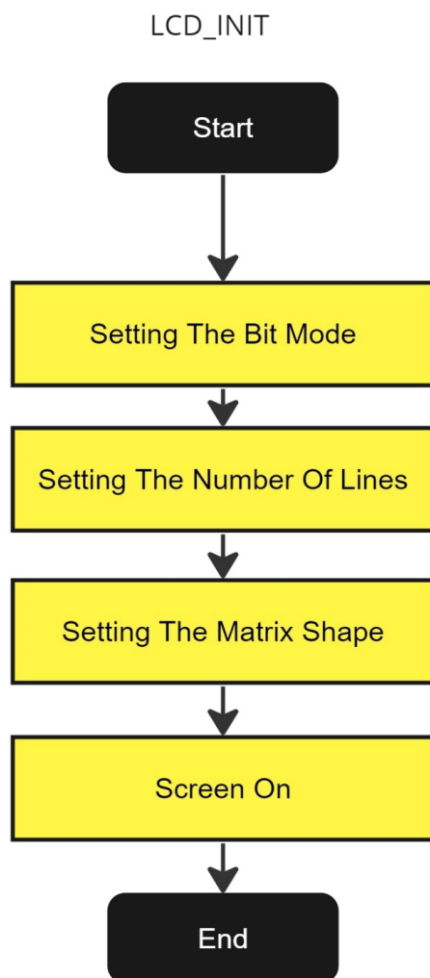 LCD_INIT
Start
Setting The Bit Mode
Setting The Number Of Lines
Setting The Matrix Shape
Screen On
End